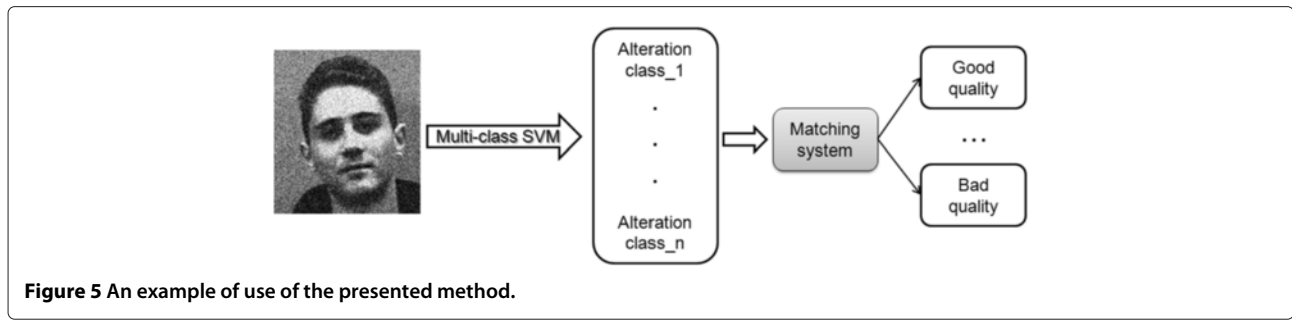 Multi-class SVM
Alteration
class_1
.
.
.
Alteration
class_n
Matching
system
Good
quality
...
Bad
quality
Figure 5 An example of use of the presented method.